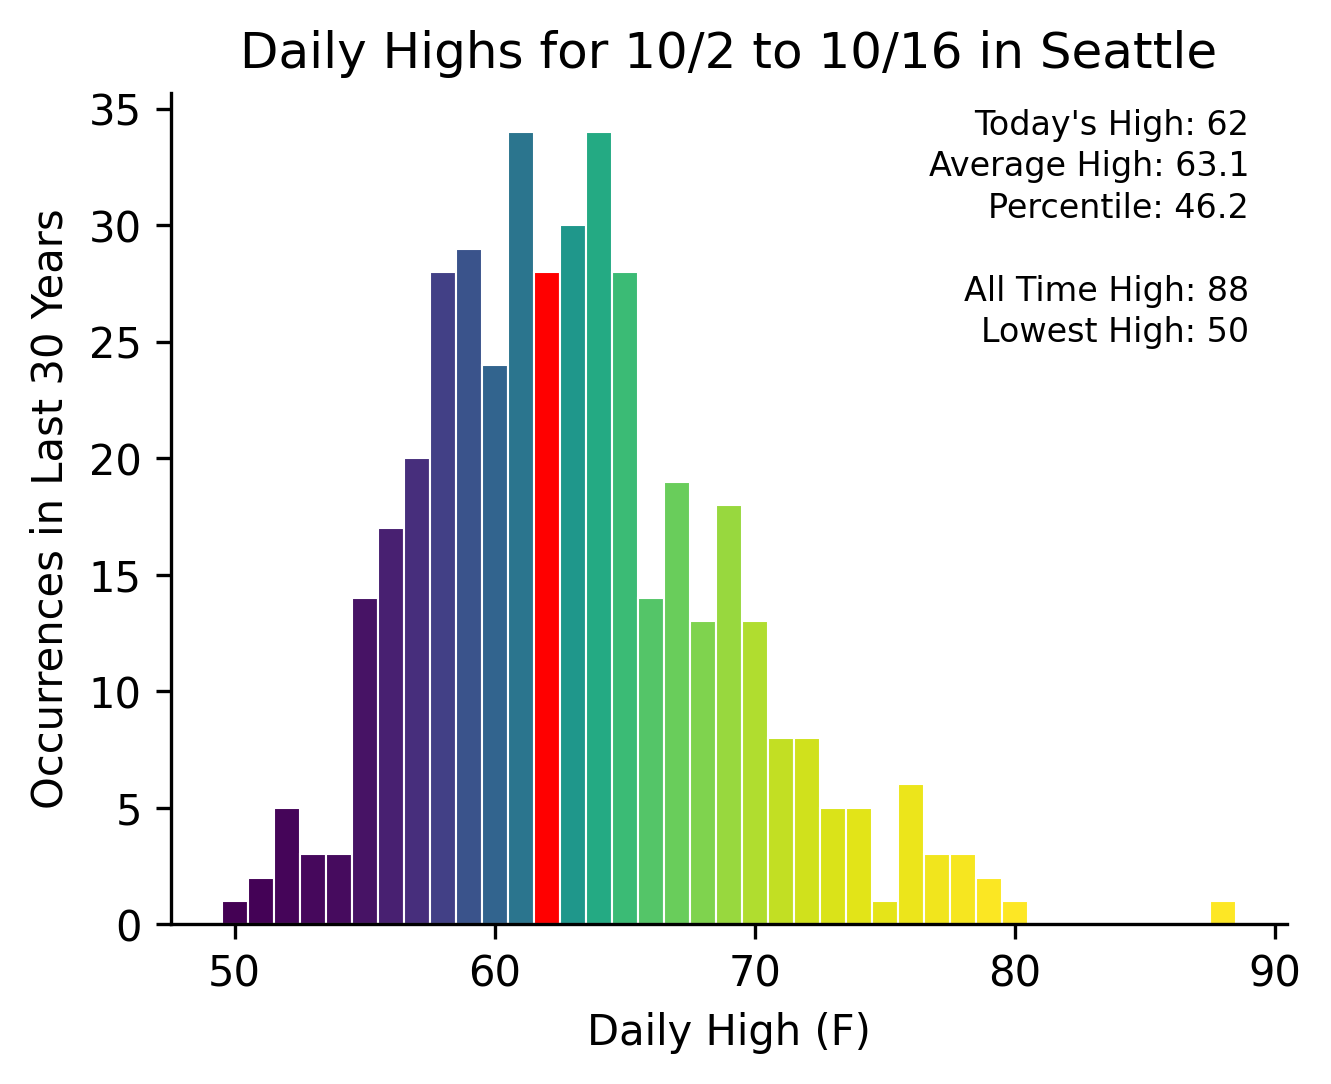 Daily Highs for 10/2 to 10/16 in Seattle
Today's High: 62
Average High: 63.1
Percentile: 46.2
All Time High: 88
Lowest High: 50
Occurrences in Last 30 Years
35
30
25
20
15
10
5
0
50 60 70 80 90
Daily High (F)